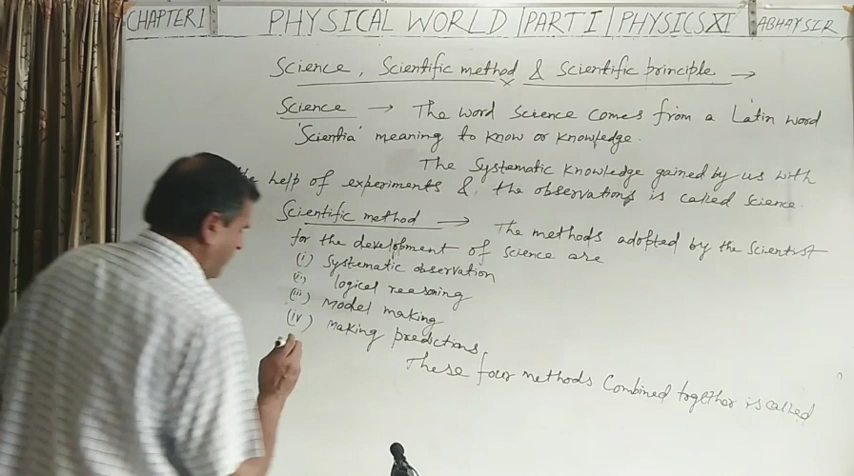 CHAPTER 1 PHYSICAL WORLD | PART I | PHYSICS XI ABHAY SIR
Science, Scientific method & Scientific principle →
Science → The word Science comes from a Latin word
'Scientia' meaning to know or knowledge.
The Systematic knowledge gained by us with
the help of experiments & the observations is called science.
Scientific method → The methods adopted by the Scientist
for the development of science are
(i) Systematic observation
(ii) logical reasoning
(iii) Model making
(iv) Making predictions
These four methods Combined together is called